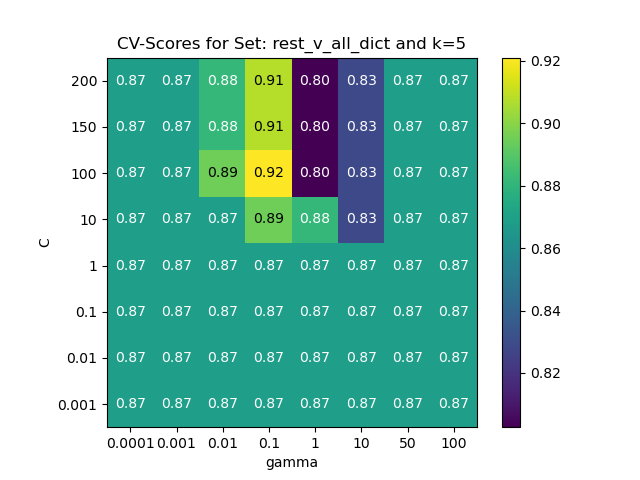 CV-Scores for Set: rest_v_all_dict and k=5
200 0.87 0.87 0.88 0.91 0.80 0.83 0.87 0.87
150 0.87 0.87 0.88 0.91 0.80 0.83 0.87 0.87
100 0.87 0.87 0.89 0.92 0.80 0.83 0.87 0.87
10 0.87 0.87 0.87 0.89 0.88 0.83 0.87 0.87
C
1 0.87 0.87 0.87 0.87 0.87 0.87 0.87 0.87
0.1 0.87 0.87 0.87 0.87 0.87 0.87 0.87 0.87
0.01 0.87 0.87 0.87 0.87 0.87 0.87 0.87 0.87
0.001 0.87 0.87 0.87 0.87 0.87 0.87 0.87 0.87
0.0001 0.001 0.01 0.1 1 10 50 100
gamma
0.92
0.90
0.88
0.86
0.84
0.82